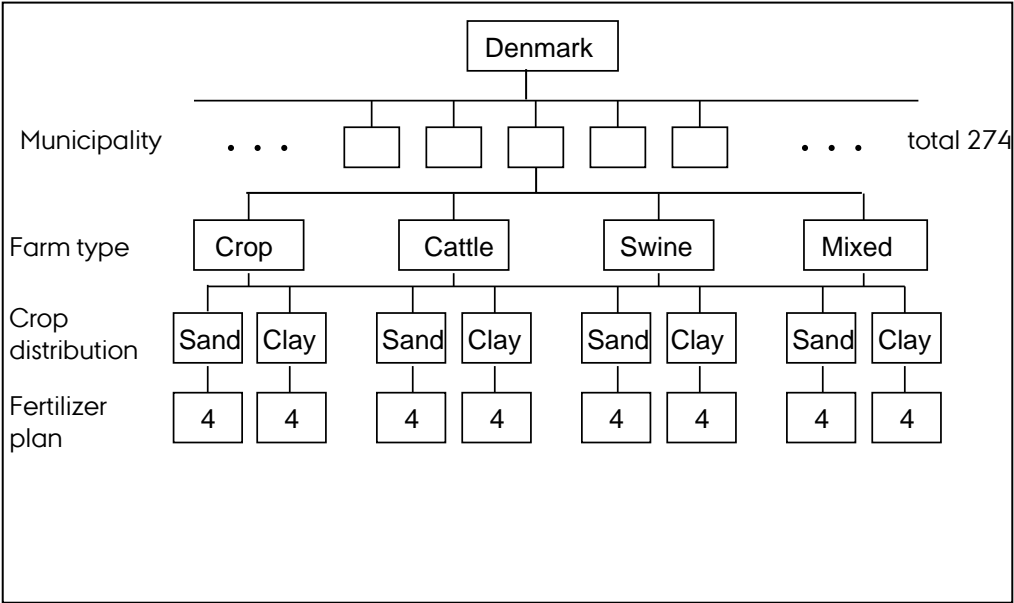 Denmark
Municipality . . . . . . total 274
Farm type Crop Cattle Swine Mixed
Crop
distribution Sand Clay Sand Clay Sand Clay Sand Clay
Fertilizer
plan 4 4 4 4 4 4 4 4